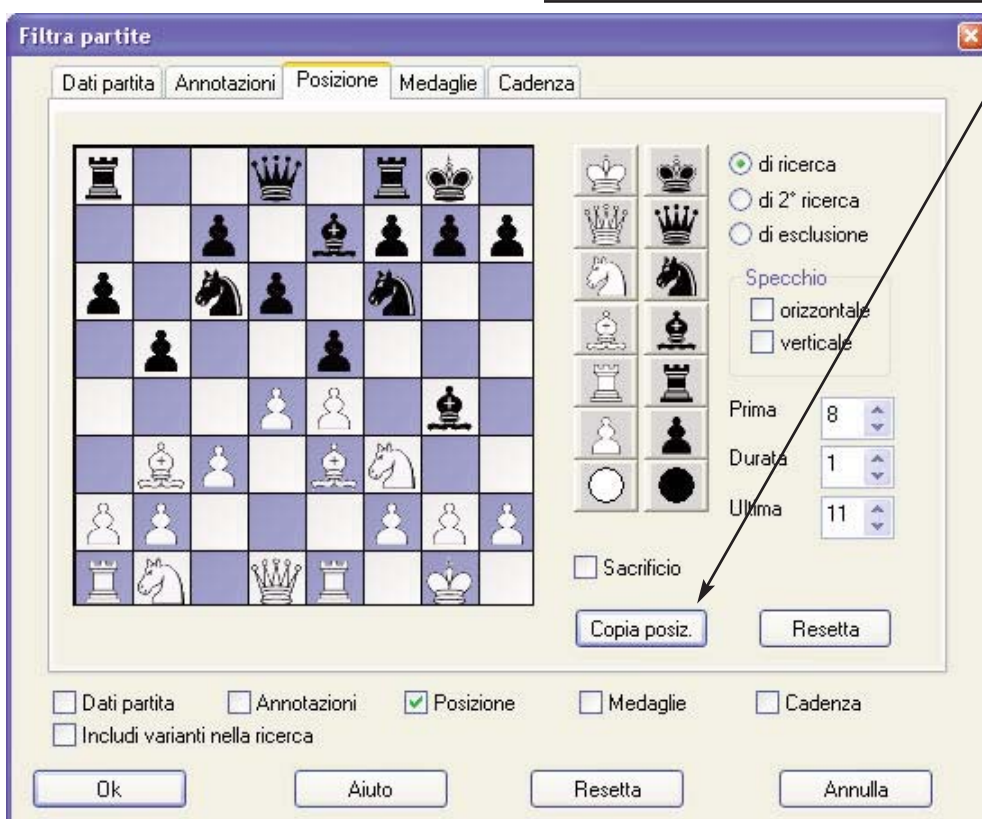 Filtra partite
Dati partita Annotazioni Posizione Medaglie Cadenza
di ricerca
di 2° ricerca
di esclusione
Specchio
orizzontale
verticale
Prima 8
Durata 1
Ultima 11
Sacrificio
Copia posiz. Resetta
Dati partita Annotazioni Posizione Medaglie Cadenza
Includi varianti nella ricerca
Ok Aiuto Resetta Annulla